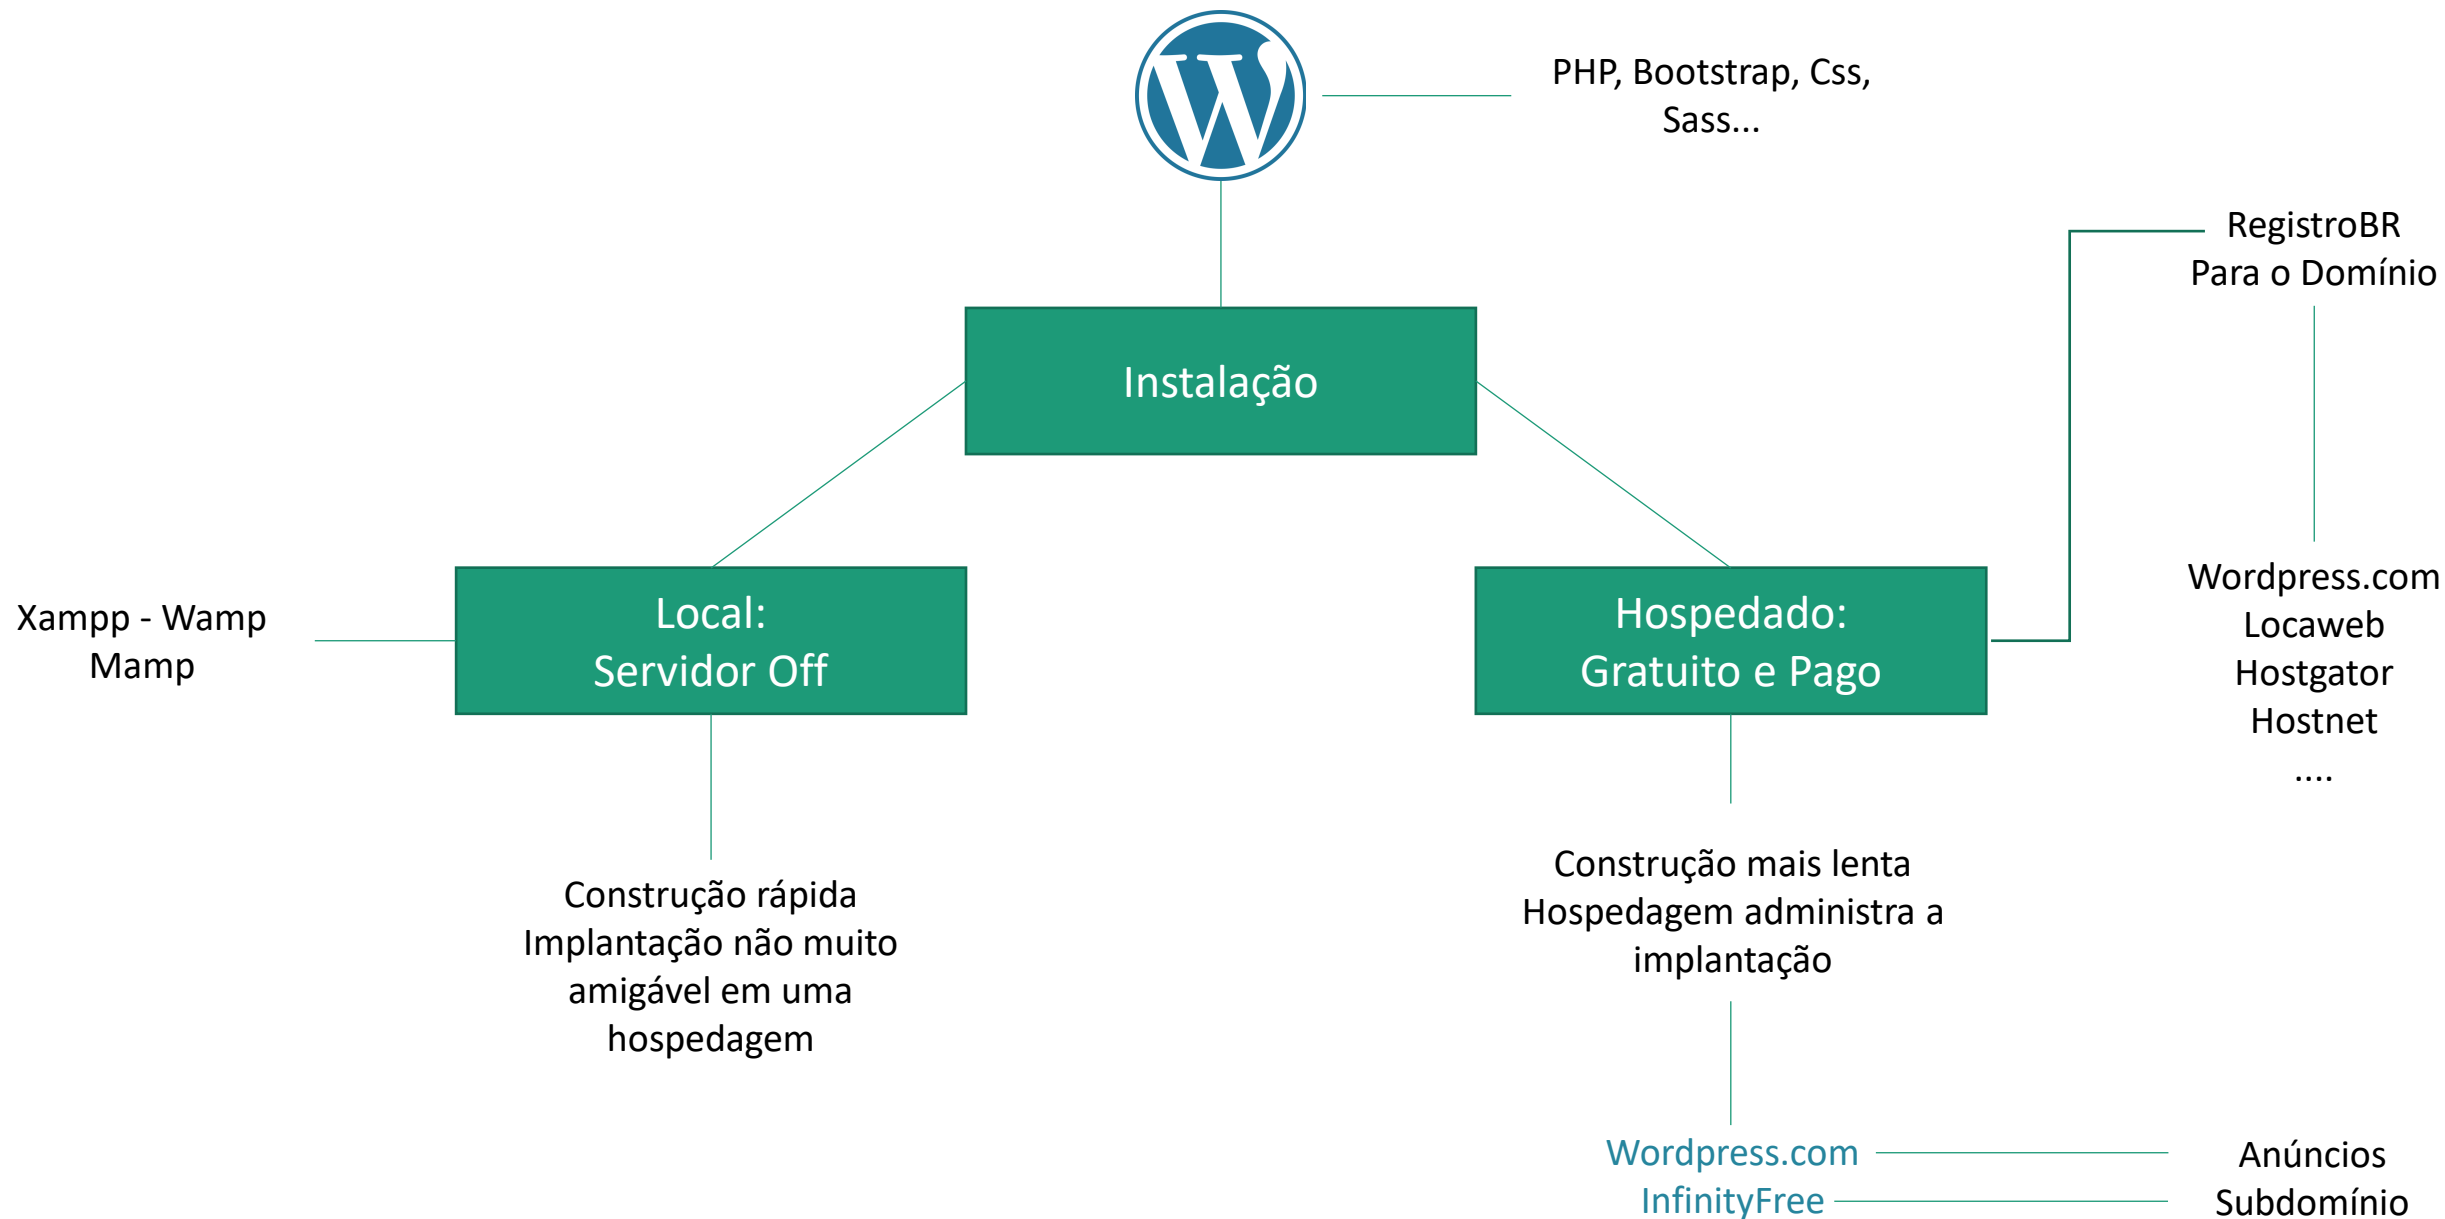 PHP, Bootstrap, Css,
Sass...
RegistroBR
Para o Domínio
Instalação
Xampp - Wamp
Mamp
Local:
Servidor Off
Hospedado:
Gratuito e Pago
Wordpress.com
Locaweb
Hostgator
Hostnet
....
Construção rápida
Implantação não muito
amigável em uma
hospedagem
Construção mais lenta
Hospedagem administra a
implantação
Wordpress.com
Anúncios
InfinityFree
Subdomínio